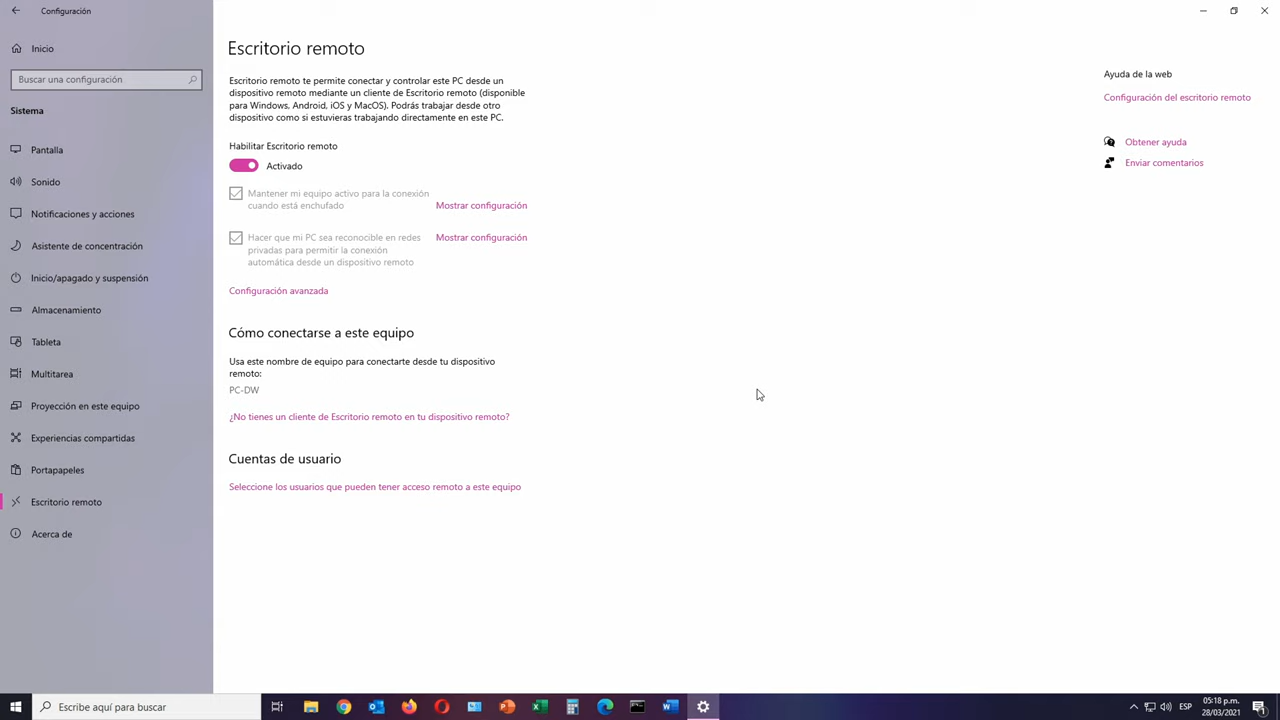 Configuración
Inicio
Buscar una configuración
Sistema
Pantalla
Sonido
Notificaciones y acciones
Asistente de concentración
Inicio/apagado y suspensión
Almacenamiento
Tableta
Multitarea
Proyección en este equipo
Experiencias compartidas
Portapapeles
Escritorio remoto
Acerca de
Escritorio remoto
Escritorio remoto te permite conectar y controlar este PC desde un
dispositivo remoto mediante un cliente de Escritorio remoto (disponible
para Windows, Android, iOS y MacOS). Podrás trabajar desde otro
dispositivo como si estuvieras trabajando directamente en este PC.
Habilitar Escritorio remoto
Activado
Mantener mi equipo activo para la conexión
cuando está enchufado
Mostrar configuración
Hacer que mi PC sea reconocible en redes
privadas para permitir la conexión
automática desde un dispositivo remoto
Mostrar configuración
Configuración avanzada
Cómo conectarse a este equipo
Usa este nombre de equipo para conectarte desde tu dispositivo
remoto:
PC-DW
¿No tienes un cliente de Escritorio remoto en tu dispositivo remoto?
Cuentas de usuario
Seleccione los usuarios que pueden tener acceso remoto a este equipo
Ayuda de la web
Configuración del escritorio remoto
Obtener ayuda
Enviar comentarios
Escribe aquí para buscar
ESP
05:18 p.m.
28/03/2021
1